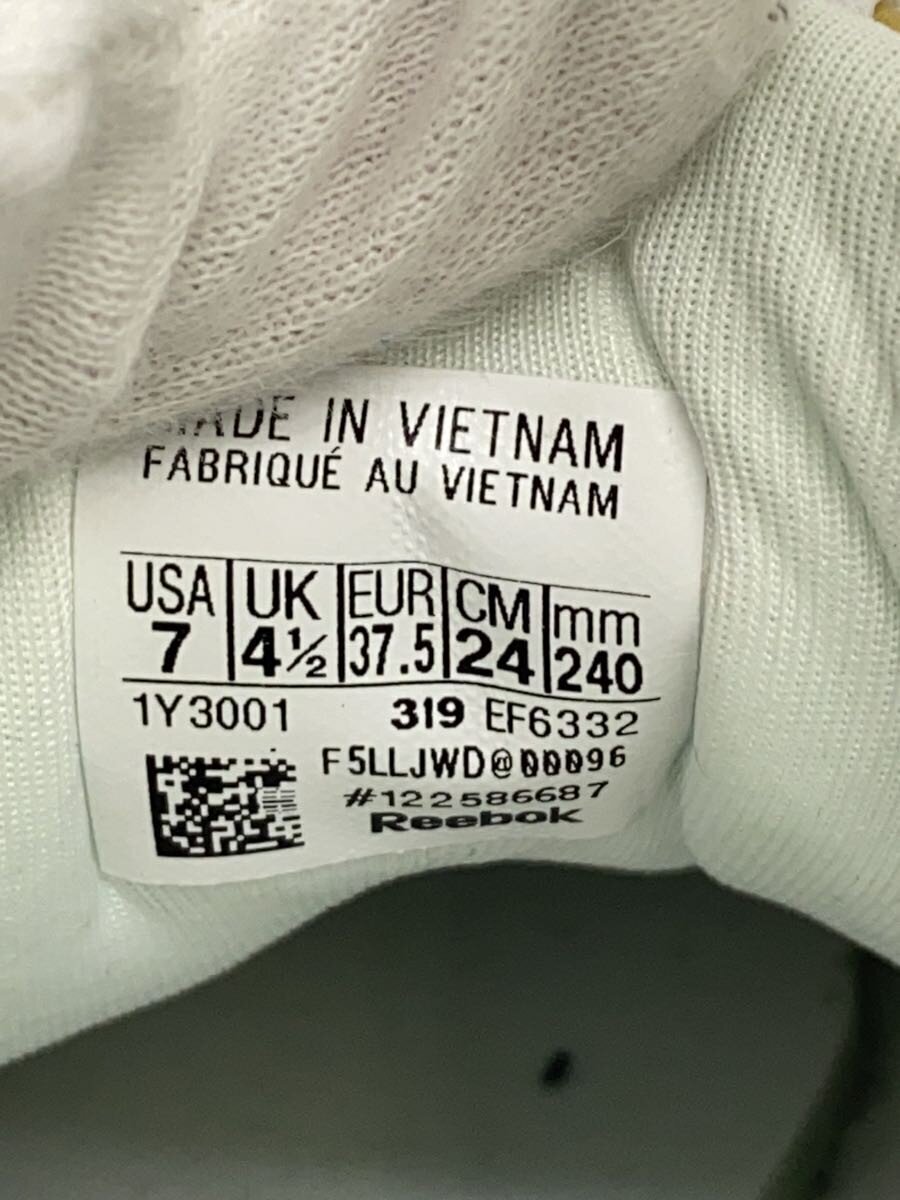 MADE IN VIETNAM
FABRIQUÉ AU VIETNAM
USA UK EUR CM mm
7 4½ 37.5 24 240
1Y3001 319 EF6332
F5LLJWD@00096
#122586687
Reebok